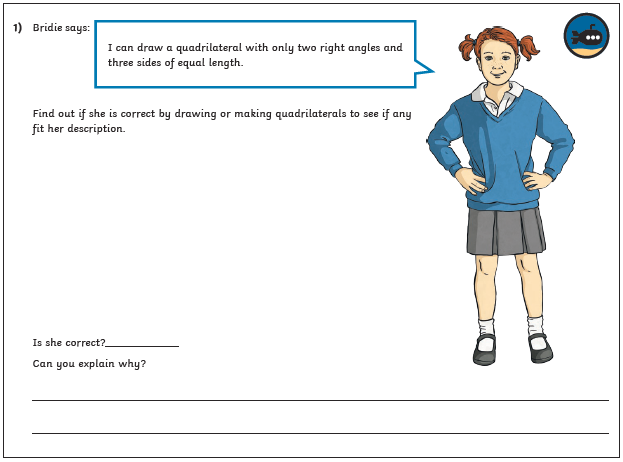 1) Bridie says:
I can draw a quadrilateral with only two right angles and
three sides of equal length.
Find out if she is correct by drawing or making quadrilaterals to see if any
fit her description.
Is she correct?____________
Can you explain why?